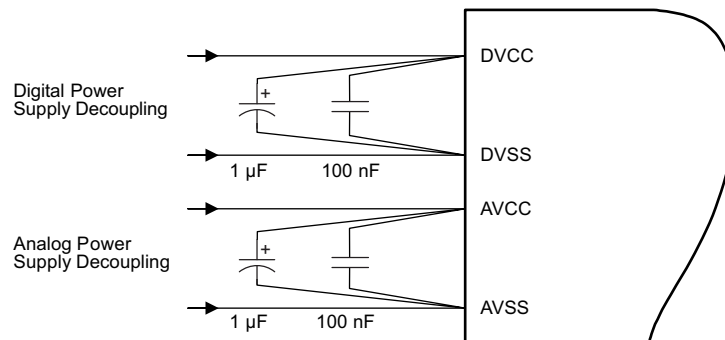 DVCC
Digital Power
Supply Decoupling
+
DVSS
1 µF
100 nF
AVCC
Analog Power
Supply Decoupling
+
AVSS
1 µF
100 nF